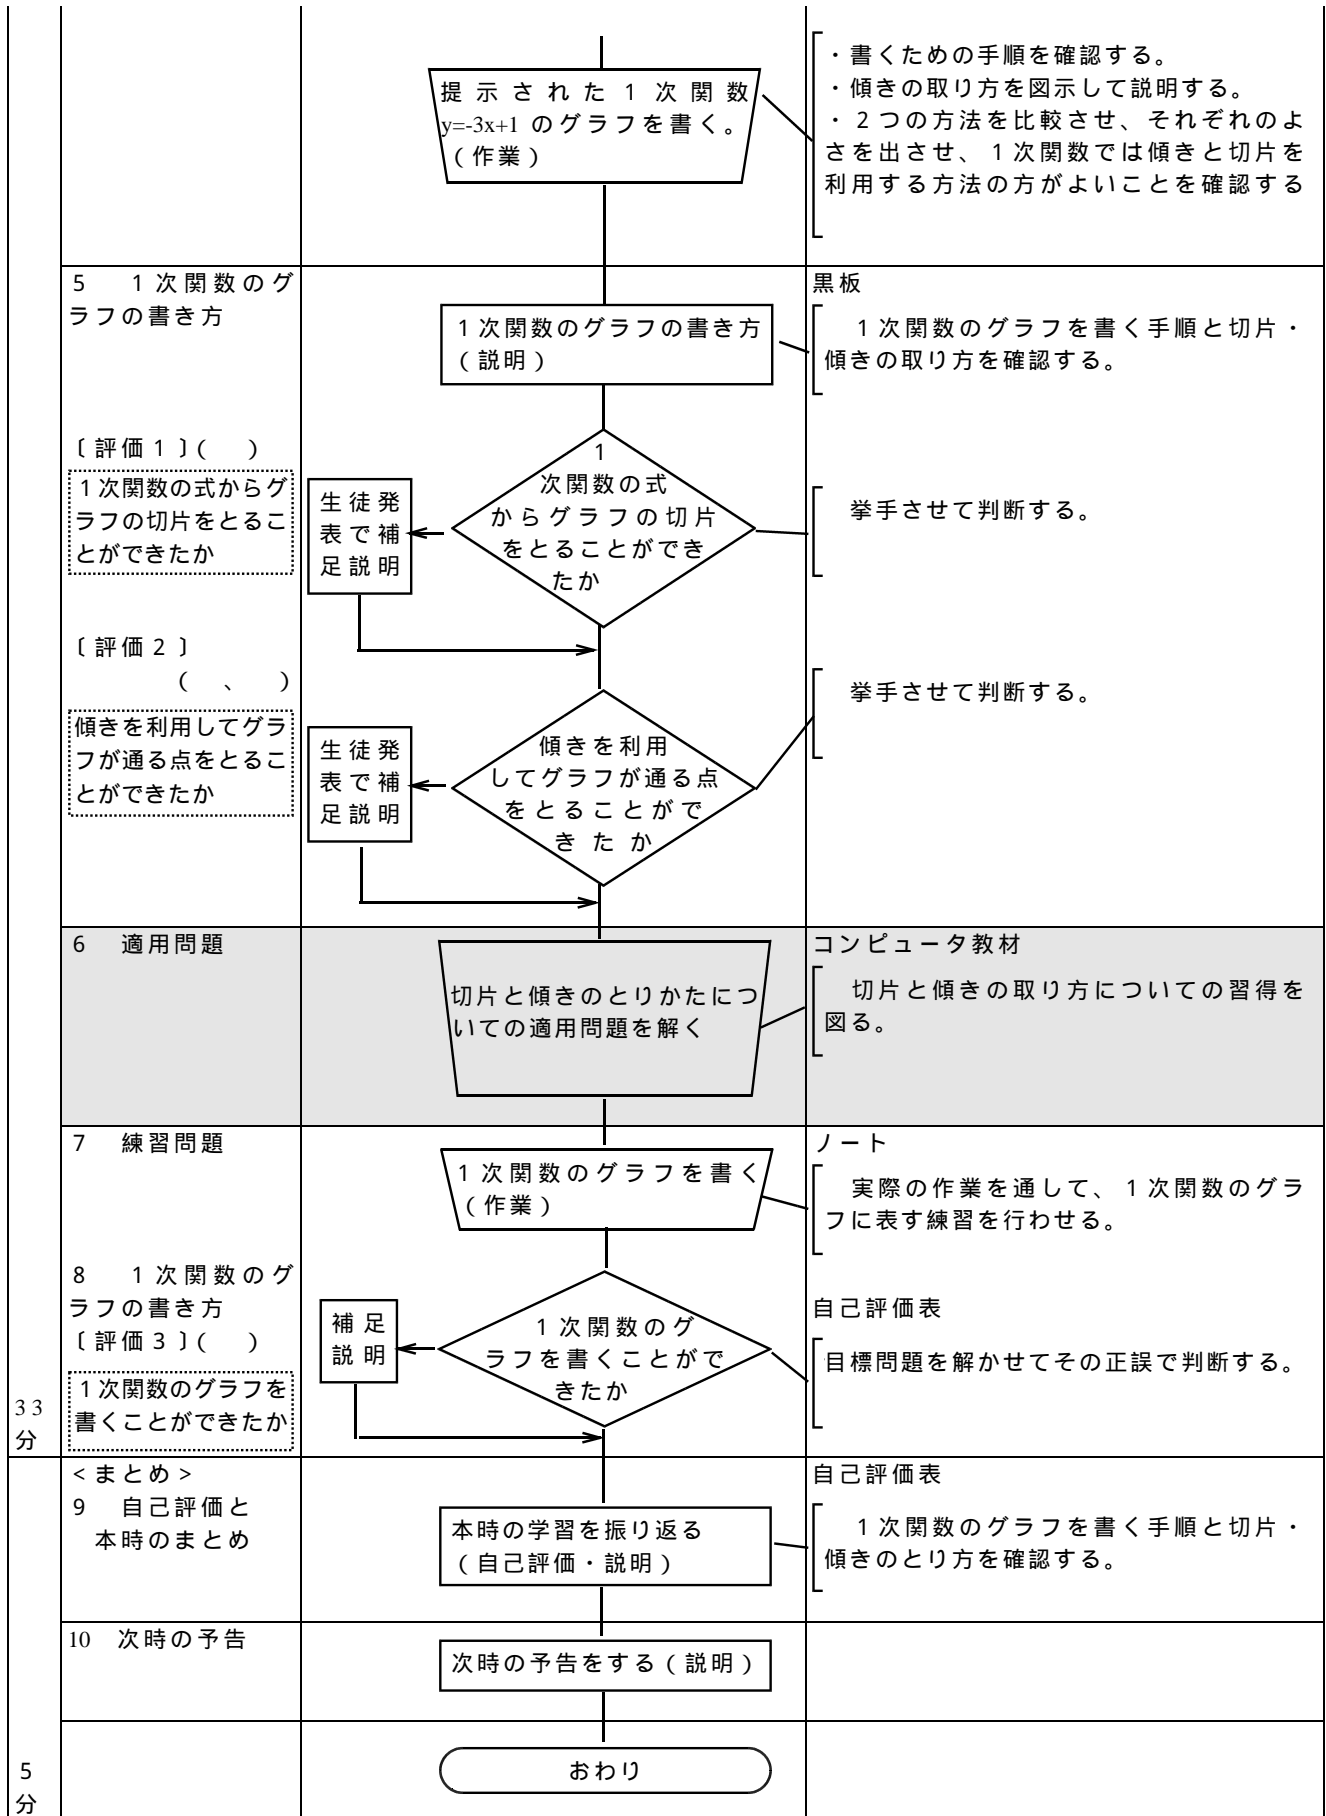 提示された１次関数
y=-3x+1 のグラフを書く。
（作業）
・書くための手順を確認する。
・傾きの取り方を図示して説明する。
・２つの方法を比較させ、それぞれのよ
さを出させ、１次関数では傾きと切片を
利用する方法の方がよいことを確認する
５　１次関数のグ
ラフの書き方
１次関数のグラフの書き方
（説明）
黒板
１次関数のグラフを書く手順と切片・
傾きの取り方を確認する。
〔評価１〕（　）
１次関数の式からグ
ラフの切片をとるこ
とができたか
生徒発
表で補
足説明
１
次関数の式
からグラフの切片
をとることができ
たか
挙手させて判断する。
〔評価２〕
（　、　）
傾きを利用してグラ
フが通る点をとるこ
とができたか
生徒発
表で補
足説明
傾きを利用
してグラフが通る点
をとることがで
きたか
挙手させて判断する。
６　適用問題
切片と傾きのとりかたにつ
いての適用問題を解く
コンピュータ教材
切片と傾きの取り方についての習得を
図る。
７　練習問題
１次関数のグラフを書く
（作業）
ノート
実際の作業を通して、１次関数のグラ
フに表す練習を行わせる。
８　１次関数のグ
ラフの書き方
〔評価３〕（　）
１次関数のグラフを
書くことができたか
補足
説明
１次関数のグ
ラフを書くことがで
きたか
自己評価表
目標問題を解かせてその正誤で判断する。
33
分
＜まとめ＞
９　自己評価と
本時のまとめ
本時の学習を振り返る
（自己評価・説明）
自己評価表
１次関数のグラフを書く手順と切片・
傾きのとり方を確認する。
10　次時の予告
次時の予告をする（説明）
おわり
５
分